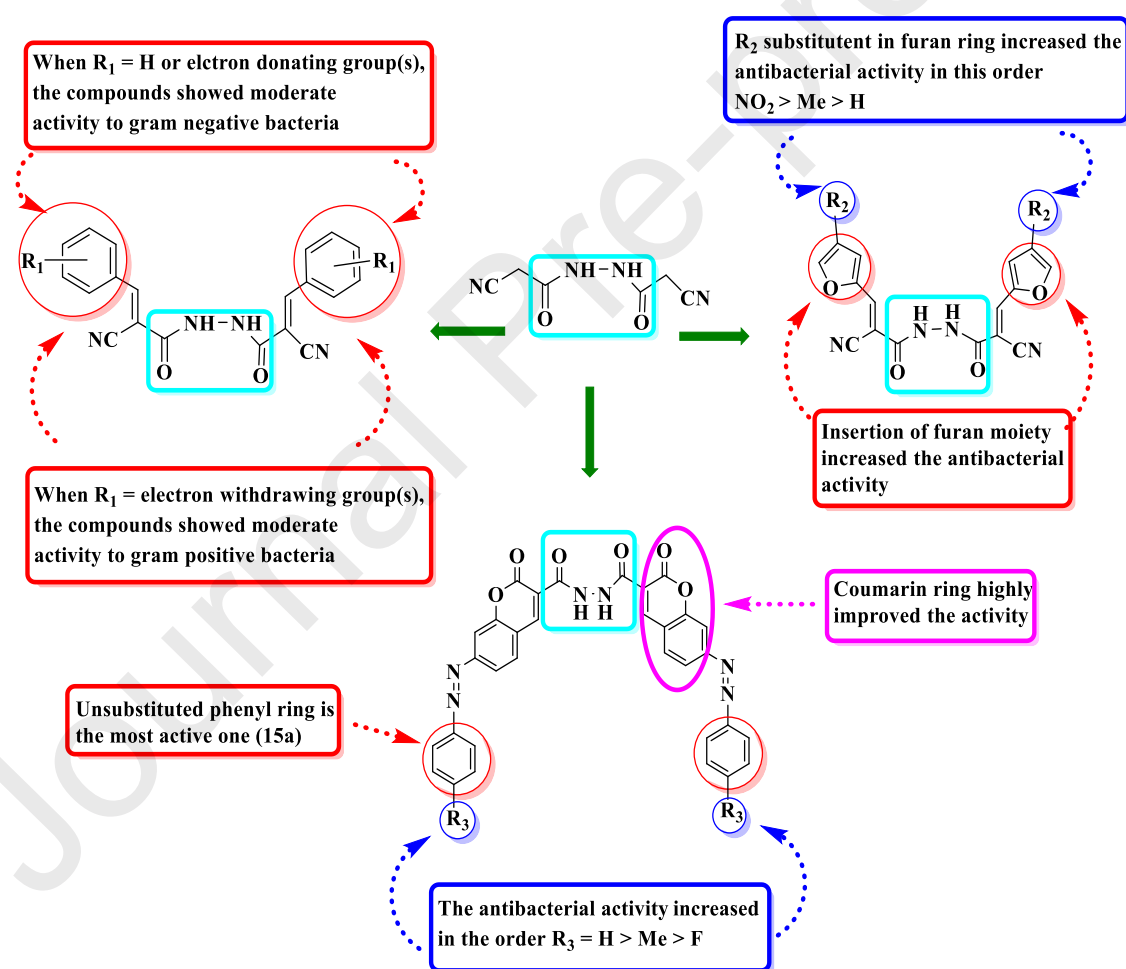 When R1 = H or elctron donating group(s),
the compounds showed moderate
activity to gram negative bacteria
R2 substitutent in furan ring increased the
antibacterial activity in this order
NO2 > Me > H
R1
R1
NC
O
NH-NH
O
CN
NC
O
NH-NH
O
CN
R2
R2
O
O
NC
O
H
N
H
N
O
CN
When R1 = electron withdrawing group(s),
the compounds showed moderate
activity to gram positive bacteria
Insertion of furan moiety
increased the antibacterial
activity
O
O
O
N
H
N
H
O
O
O
Coumarin ring highly
improved the activity
N
N
N
N
Unsubstituted phenyl ring is
the most active one (15a)
R3
R3
The antibacterial activity increased
in the order R3 = H > Me > F
Journal Pre-pr